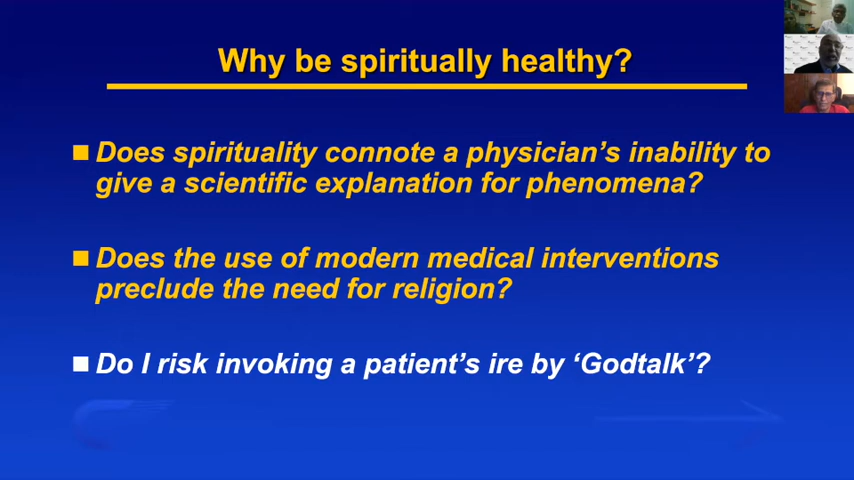 Why be spiritually healthy?
Does spirituality connote a physician's inability to
give a scientific explanation for phenomena?
Does the use of modern medical interventions
preclude the need for religion?
Do I risk invoking a patient's ire by 'Godtalk'?